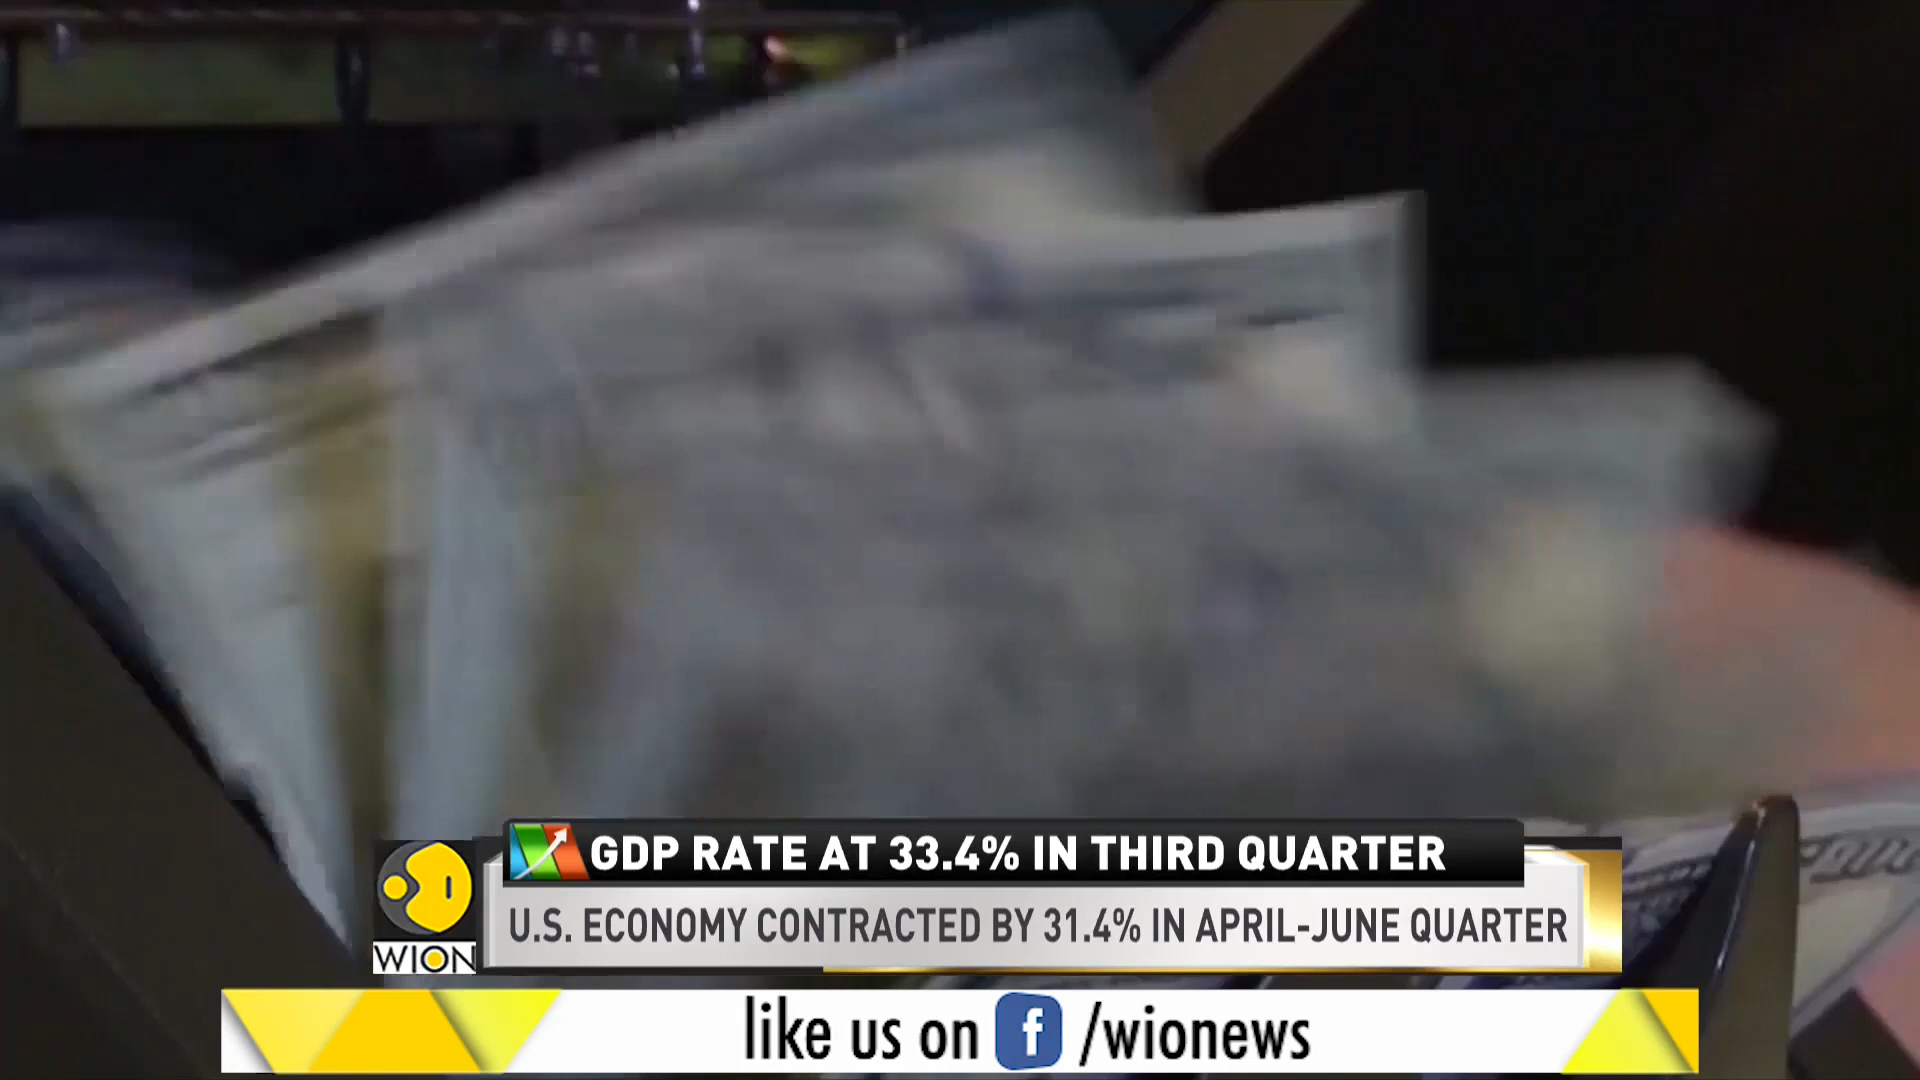 GDP RATE AT 33.4% IN THIRD QUARTER
U.S. ECONOMY CONTRACTED BY 31.4% IN APRIL-JUNE QUARTER
WION
like us on f /wionews